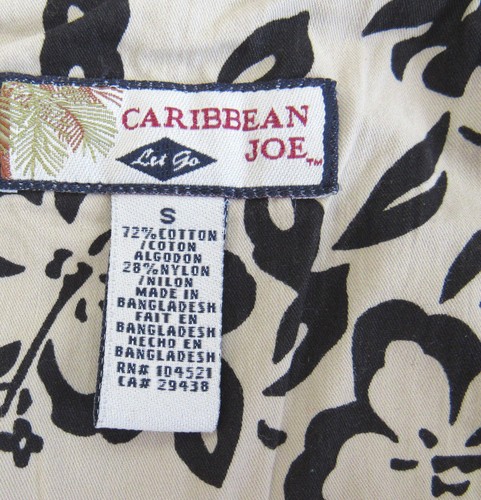 CARIBBEAN
JOE™
Let Go
S
72% COTTON
/COTON
ALGODON
28% NYLON
/NILON
MADE IN
BANGLADESH
FAIT EN
BANGLADESH
HECHO EN
BANGLADESH
RN# 104521
CA# 29438